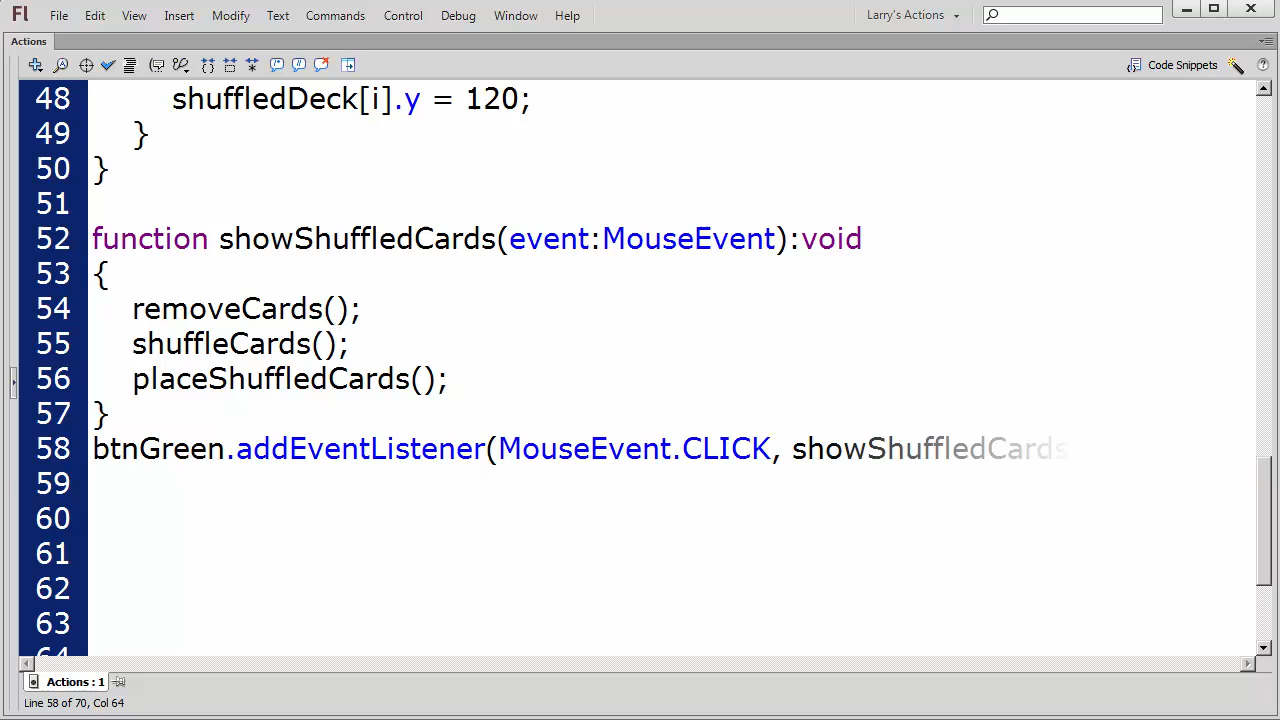 Fl File Edit View Insert Modify Text Commands Control Debug Window Help Larry's Actions
Actions
Code Snippets
48 shuffledDeck[i].y = 120;
49 }
50 }
51
52 function showShuffledCards(event:MouseEvent):void
53 {
54 removeCards();
55 shuffleCards();
56 placeShuffledCards();
57 }
58 btnGreen.addEventListener(MouseEvent.CLICK, showShuffledCards
59
60
61
62
63
64
Actions : 1
Line 58 of 70, Col 64